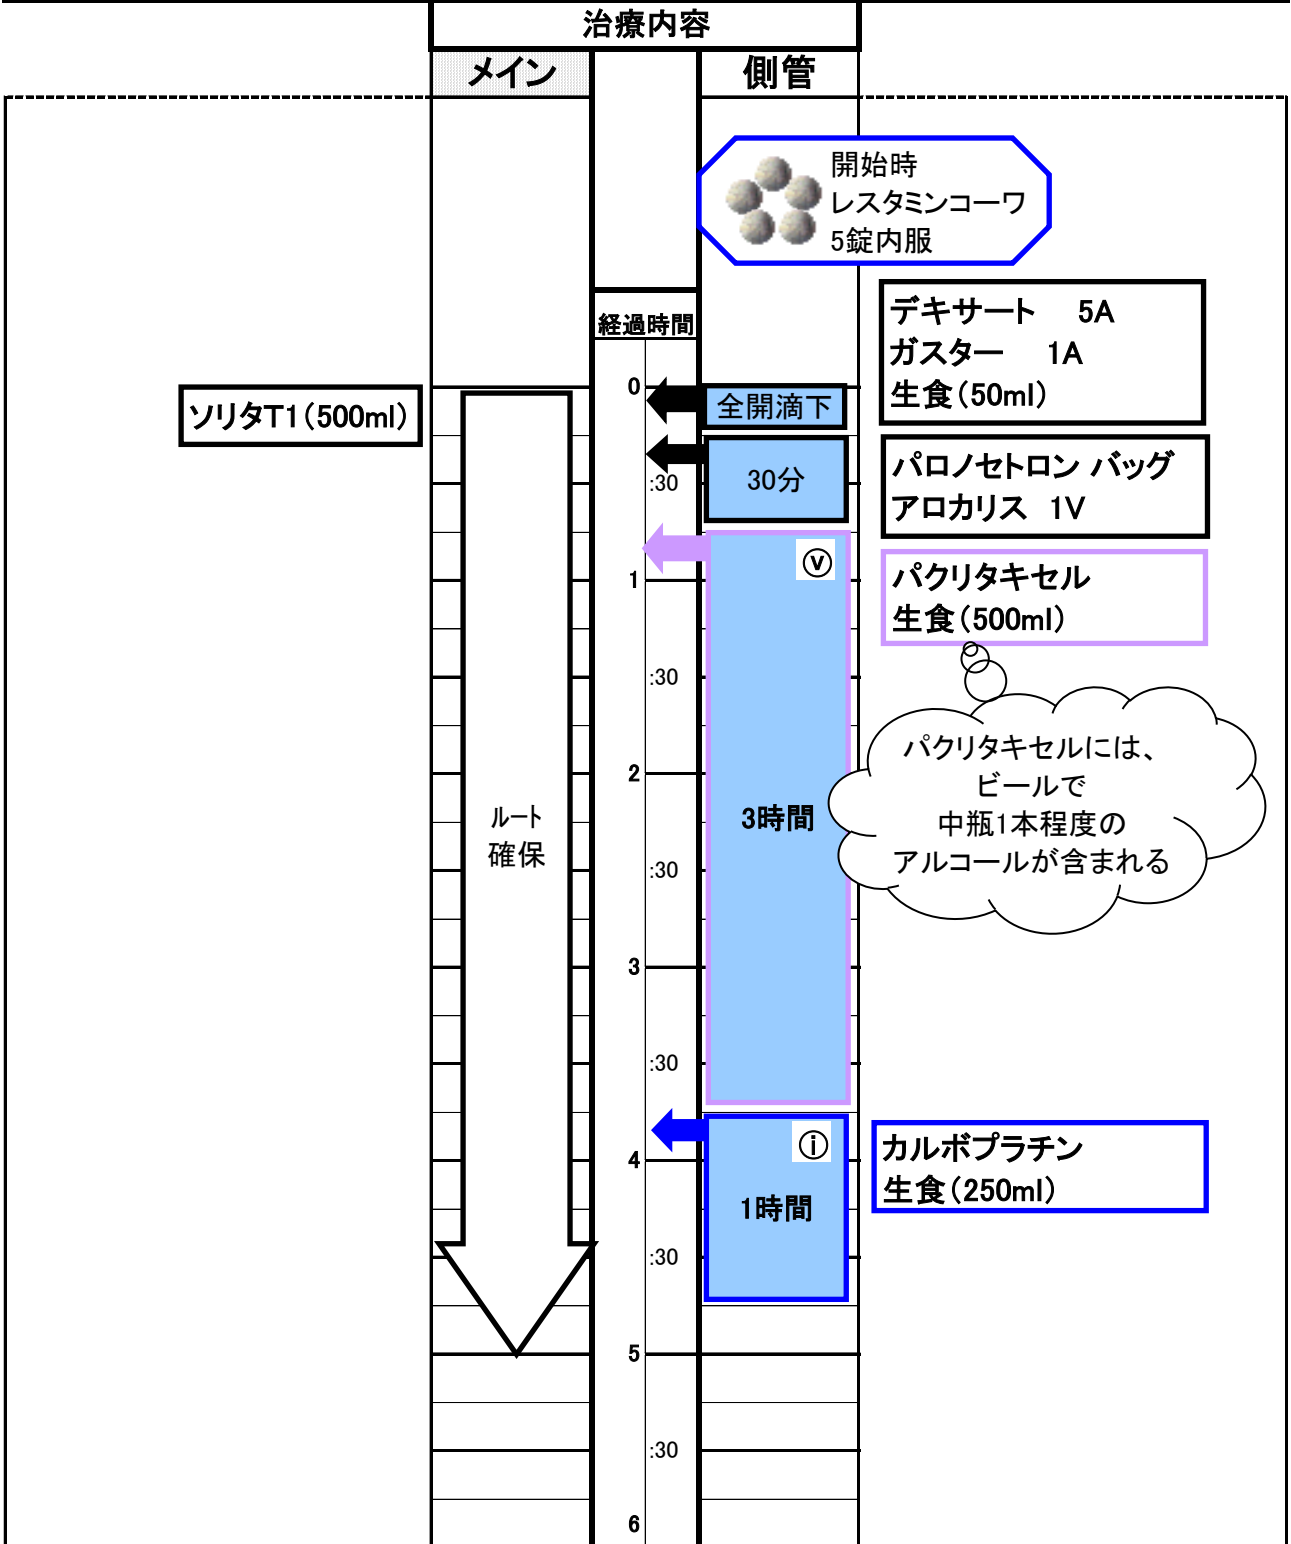 治療内容
メイン
側管
開始時
レスタミンコーワ
5錠内服
経過時間
デキサート 5A
ガスター 1A
生食(50ml)
ソリタT1(500ml)
0
全開滴下
パロノセトロン バッグ
アロカリス 1V
30分
:30
ⓥ
パクリタキセル
生食(500ml)
1
:30
パクリタキセルには、
ビールで
中瓶1本程度の
アルコールが含まれる
2
3時間
ルート
確保
:30
3
:30
ⓘ
カルボプラチン
生食(250ml)
4
1時間
:30
5
:30
6